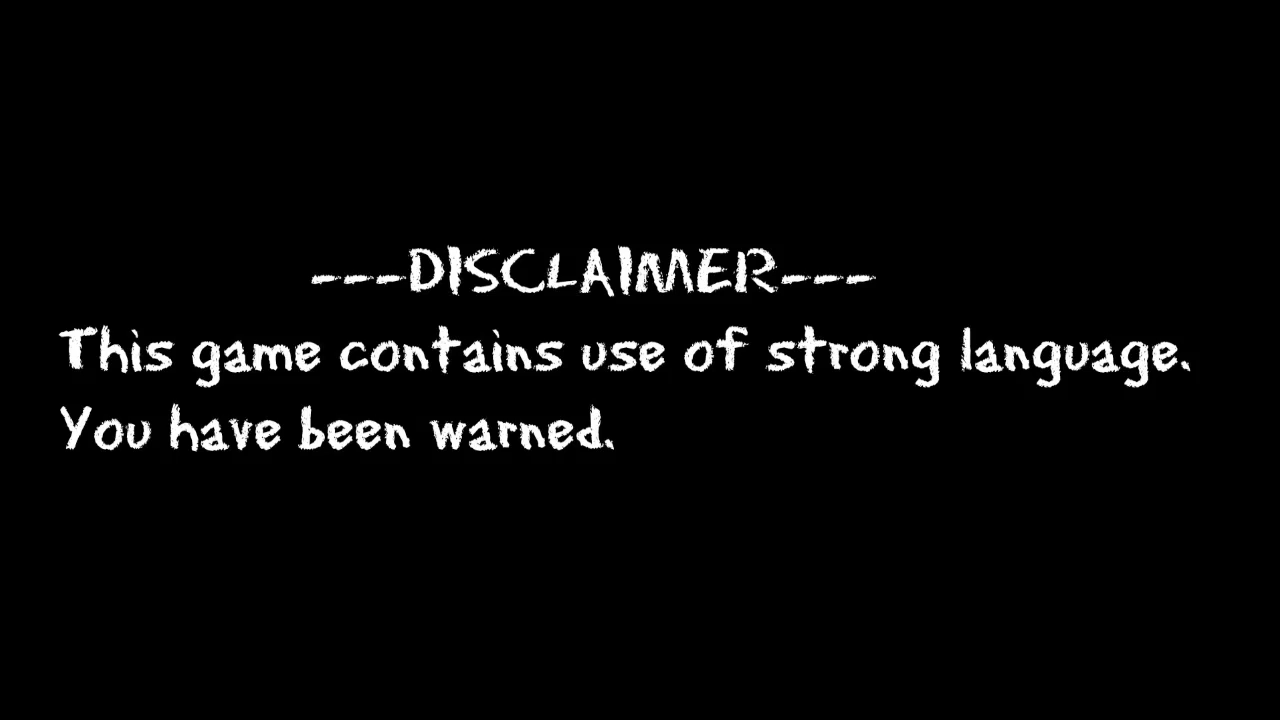 ---DISCLAIMER---
This game contains use of strong language.
You have been warned.